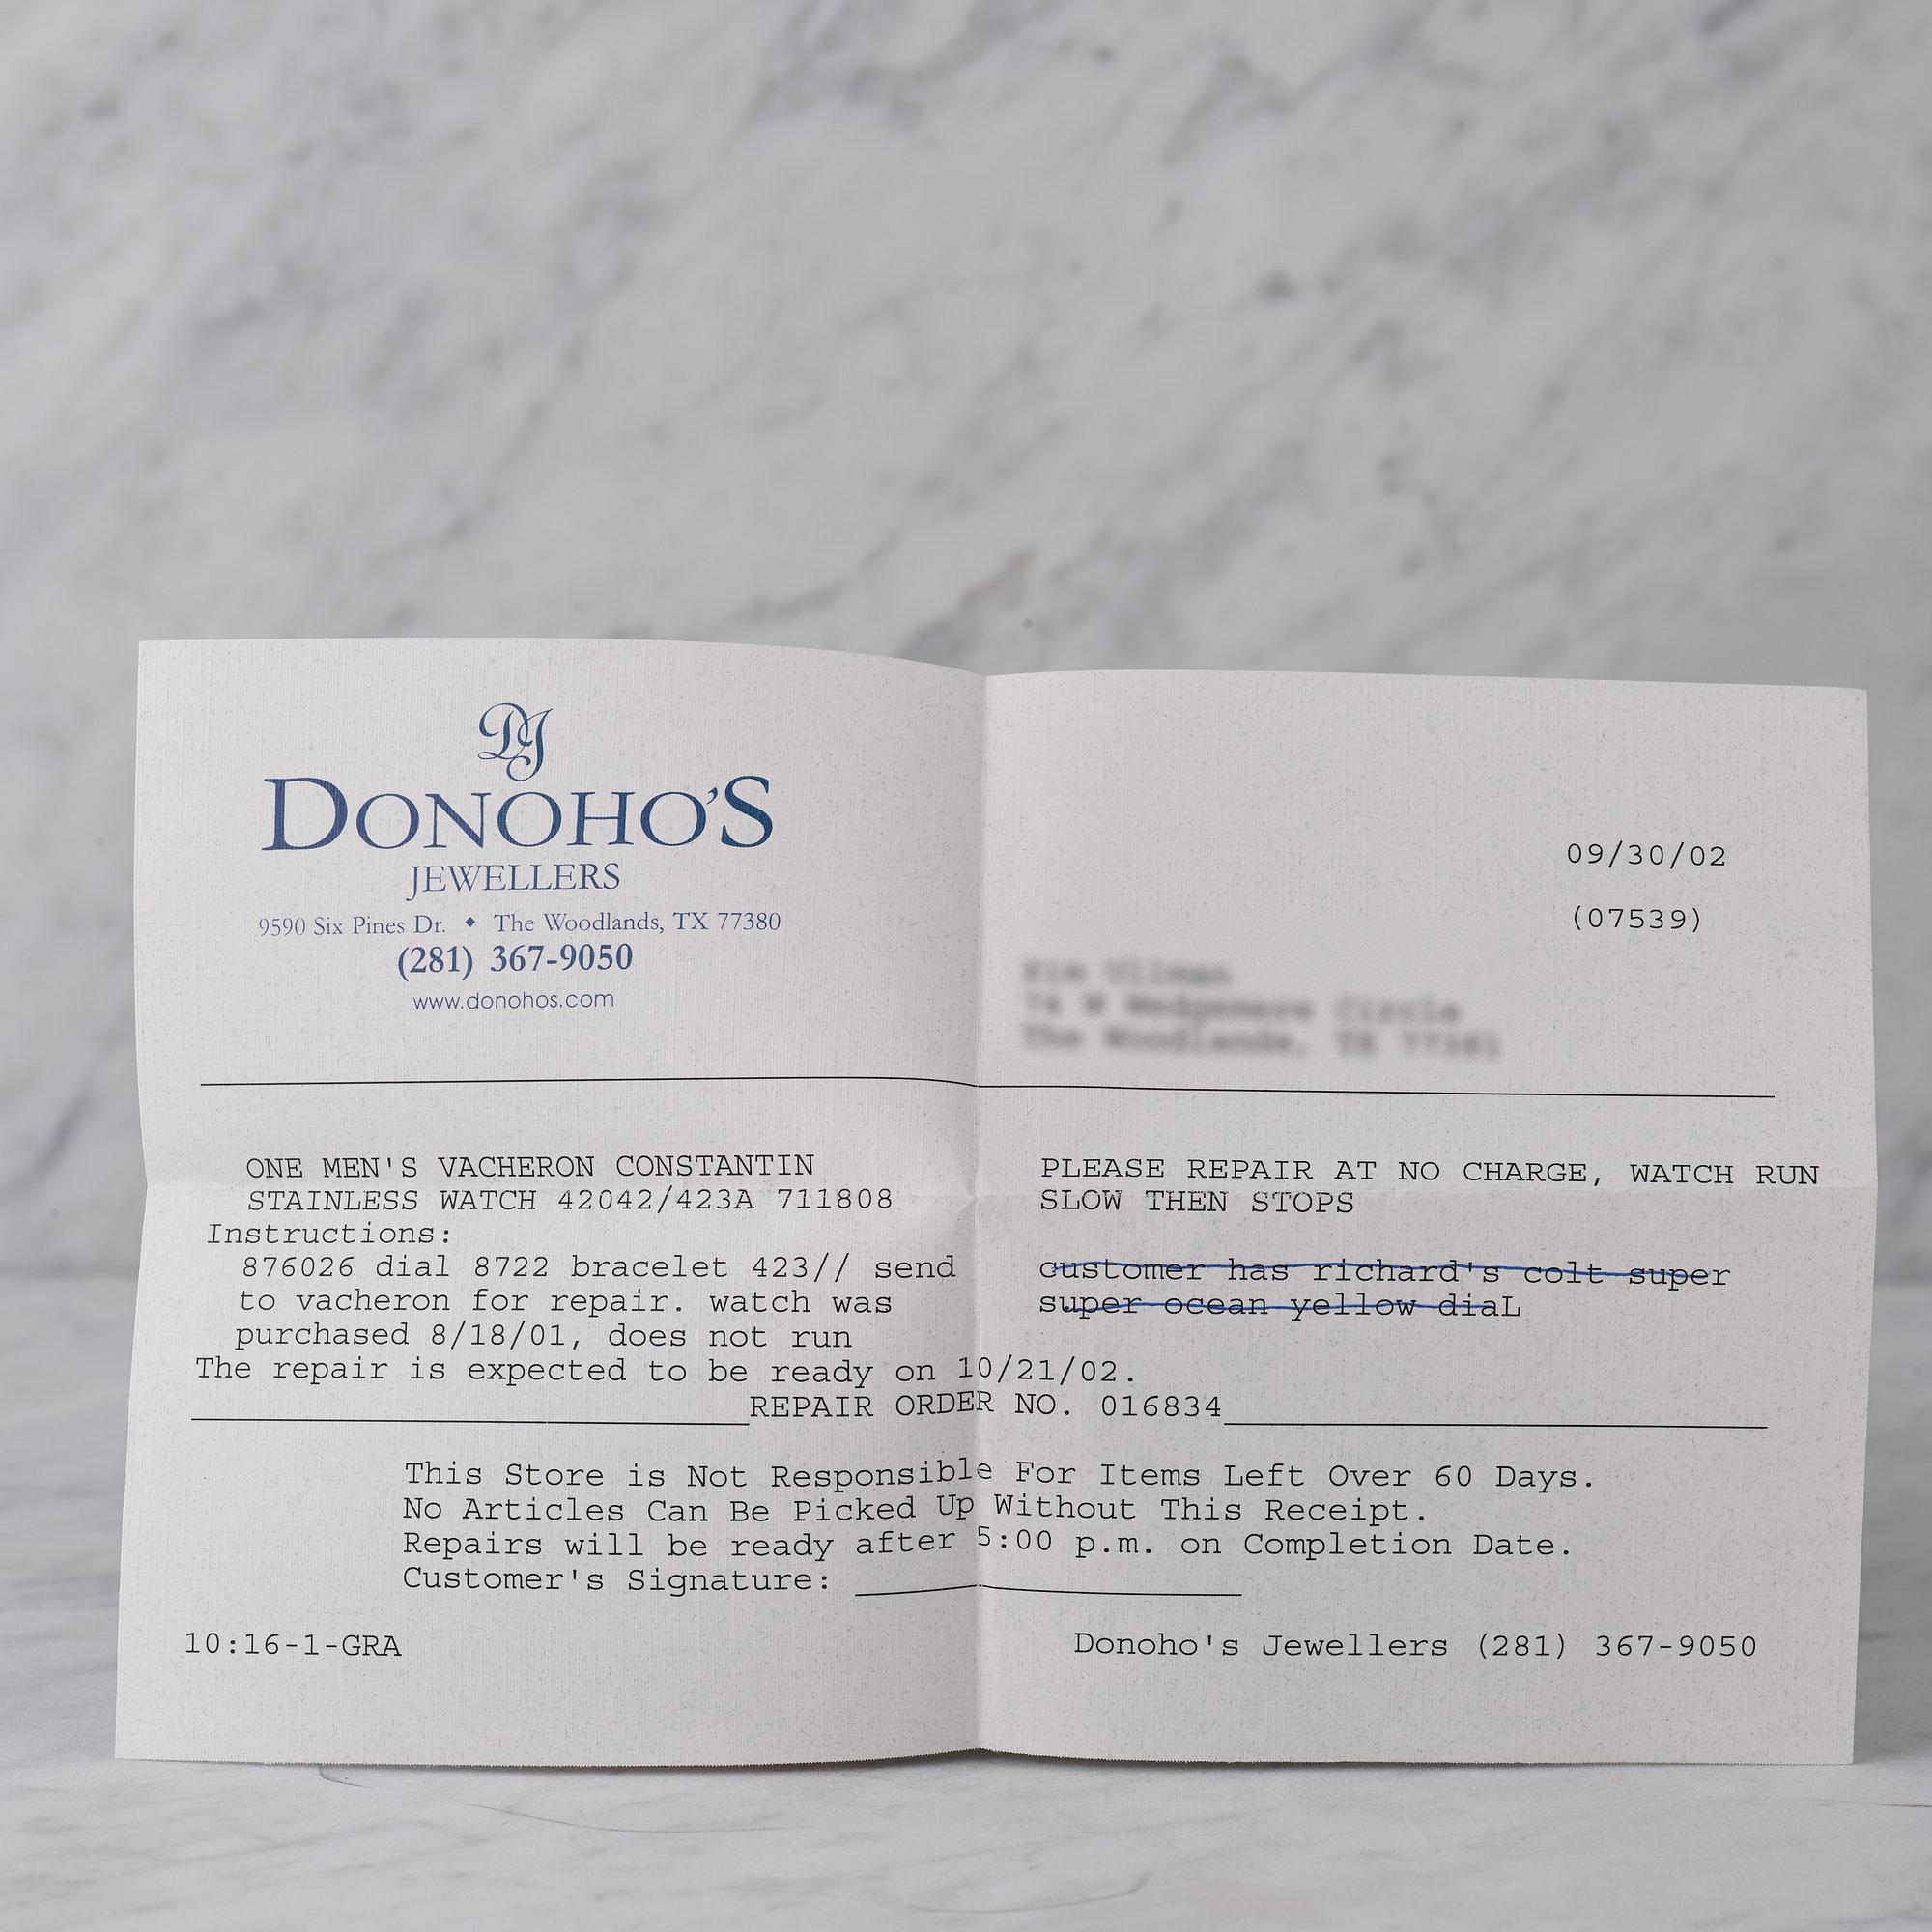 DJ
DONOHO'S
JEWELLERS
9590 Six Pines Dr. ◆ The Woodlands, TX 77380
(281) 367-9050
www.donohos.com
09/30/02
(07539)
ONE MEN'S VACHERON CONSTANTIN
STAINLESS WATCH 42042/423A 711808
Instructions:
876026 dial 8722 bracelet 423// send
to vacheron for repair. watch was
purchased 8/18/01, does not run
PLEASE REPAIR AT NO CHARGE, WATCH RUN
SLOW THEN STOPS
customer has richard's colt super
super ocean yellow diaL
The repair is expected to be ready on 10/21/02.
REPAIR ORDER NO. 016834
This Store is Not Responsible For Items Left Over 60 Days.
No Articles Can Be Picked Up Without This Receipt.
Repairs will be ready after 5:00 p.m. on Completion Date.
Customer's Signature:
10:16-1-GRA
Donoho's Jewellers (281) 367-9050